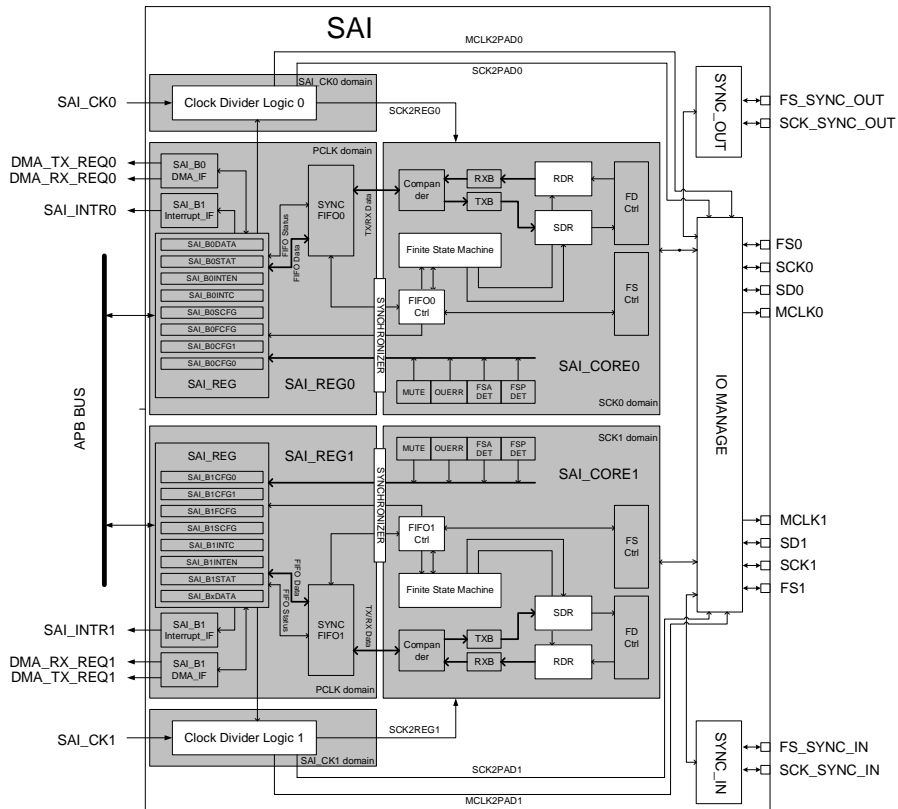 SAI
MCLK2PAD0
SCK2PAD0
SAI_CK0 domain
SAI_CK0
Clock Divider Logic 0
SCK2REG0
SYNC_OUT
FS_SYNC_OUT
SCK_SYNC_OUT
PCLK domain
DMA_TX_REQ0
DMA_RX_REQ0
SAI_B0
DMA_IF
SAI_INTR0
SAI_B1
Interrupt_IF
SYNC
FIFO0
FIFO Status
FIFO Data
TX/RX Data
Compander
RXB
TXB
RDR
SDR
FD
Ctrl
SAI_B0DATA
SAI_B0STAT
SAI_B0INTEN
SAI_B0INTC
SAI_B0SCFG
SAI_B0FCFG
SAI_B0CFG1
SAI_B0CFG0
SAI_REG
SAI_REG0
Finite State Machine
FIFO0
Ctrl
FS
Ctrl
SYNCHRONIZER
SAI_CORE0
MUTE
OUERR
FSA
DET
FSP
DET
SCK0 domain
FS0
SCK0
SD0
MCLK0
IO MANAGE
APB BUS
SCK1 domain
SAI_REG
SAI_REG1
SYNCHRONIZER
MUTE
OUERR
FSA
DET
FSP
DET
SAI_CORE1
SAI_B1CFG0
SAI_B1CFG1
SAI_B1FCFG
SAI_B1SCFG
SAI_B1INTC
SAI_B1INTEN
SAI_B1STAT
SAI_BxDATA
FIFO1
Ctrl
FS
Ctrl
Finite State Machine
MCLK1
SD1
SCK1
FS1
FIFO Data
FIFO Status
SYNC
FIFO1
TX/RX Data
Compander
TXB
RXB
SDR
RDR
FD
Ctrl
SAI_INTR1
SAI_B1
Interrupt_IF
DMA_RX_REQ1
DMA_TX_REQ1
SAI_B1
DMA_IF
PCLK domain
SAI_CK1
Clock Divider Logic 1
SCK2REG1
SAI_CK1 domain
SCK2PAD1
MCLK2PAD1
SYNC_IN
FS_SYNC_IN
SCK_SYNC_IN